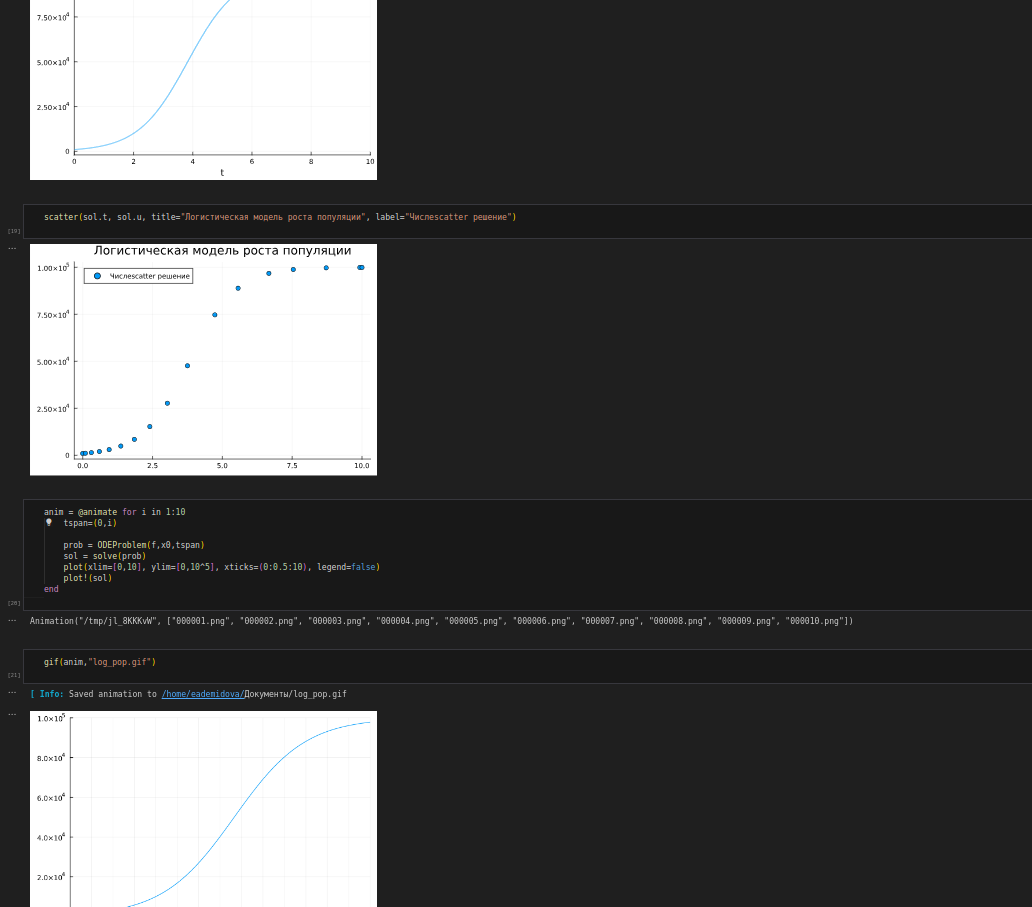 7.50×10⁴
5.00×10⁴
2.50×10⁴
0
0 2 4 6 8 10
t
scatter(sol.t, sol.u, title="Логистическая модель роста популяции", label="Числеscatter решение")
[19]
...
Логистическая модель роста популяции
1.00×10⁵
Числеscatter решение
7.50×10⁴
5.00×10⁴
2.50×10⁴
0
0.0 2.5 5.0 7.5 10.0
anim = @animate for i in 1:10
tspan=(0,i)
prob = ODEProblem(f,x0,tspan)
sol = solve(prob)
plot(xlim=[0,10], ylim=[0,10^5], xticks=(0:0.5:10), legend=false)
plot!(sol)
end
[20]
... Animation("/tmp/jl_8KKKvW", ["000001.png", "000002.png", "000003.png", "000004.png", "000005.png", "000006.png", "000007.png", "000008.png", "000009.png", "000010.png"])
gif(anim,"log_pop.gif")
[21]
... [ Info: Saved animation to /home/eademidova/Документы/log_pop.gif
...
1.0×10⁵
8.0×10⁴
6.0×10⁴
4.0×10⁴
2.0×10⁴